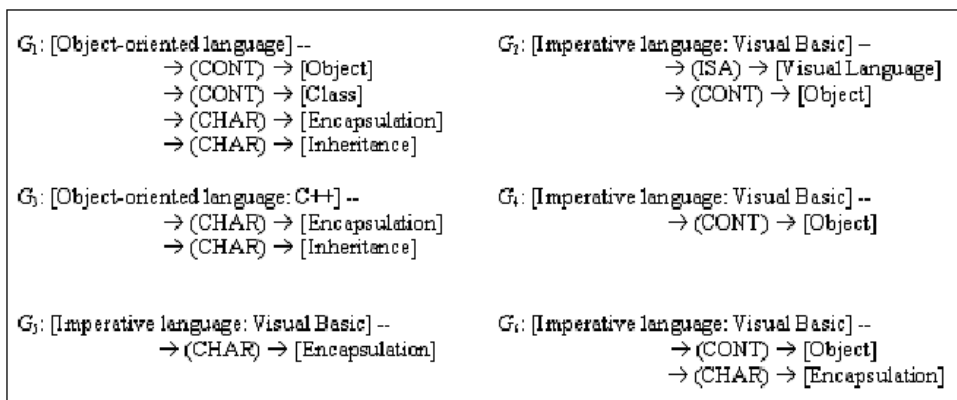 G₁: [Object-oriented language] --
→ (CONT) → [Object]
→ (CONT) → [Class]
→ (CHAR) → [Encapsulation]
→ (CHAR) → [Inheritance]
G₂: [Imperative language: Visual Basic] –
→ (ISA) → [Visual Language]
→ (CONT) → [Object]
G₃: [Object-oriented language: C++] --
→ (CHAR) → [Encapsulation]
→ (CHAR) → [Inheritance]
G₄: [Imperative language: Visual Basic] --
→ (CONT) → [Object]
G₅: [Imperative language: Visual Basic] --
→ (CHAR) → [Encapsulation]
G₆: [Imperative language: Visual Basic] --
→ (CONT) → [Object]
→ (CHAR) → [Encapsulation]